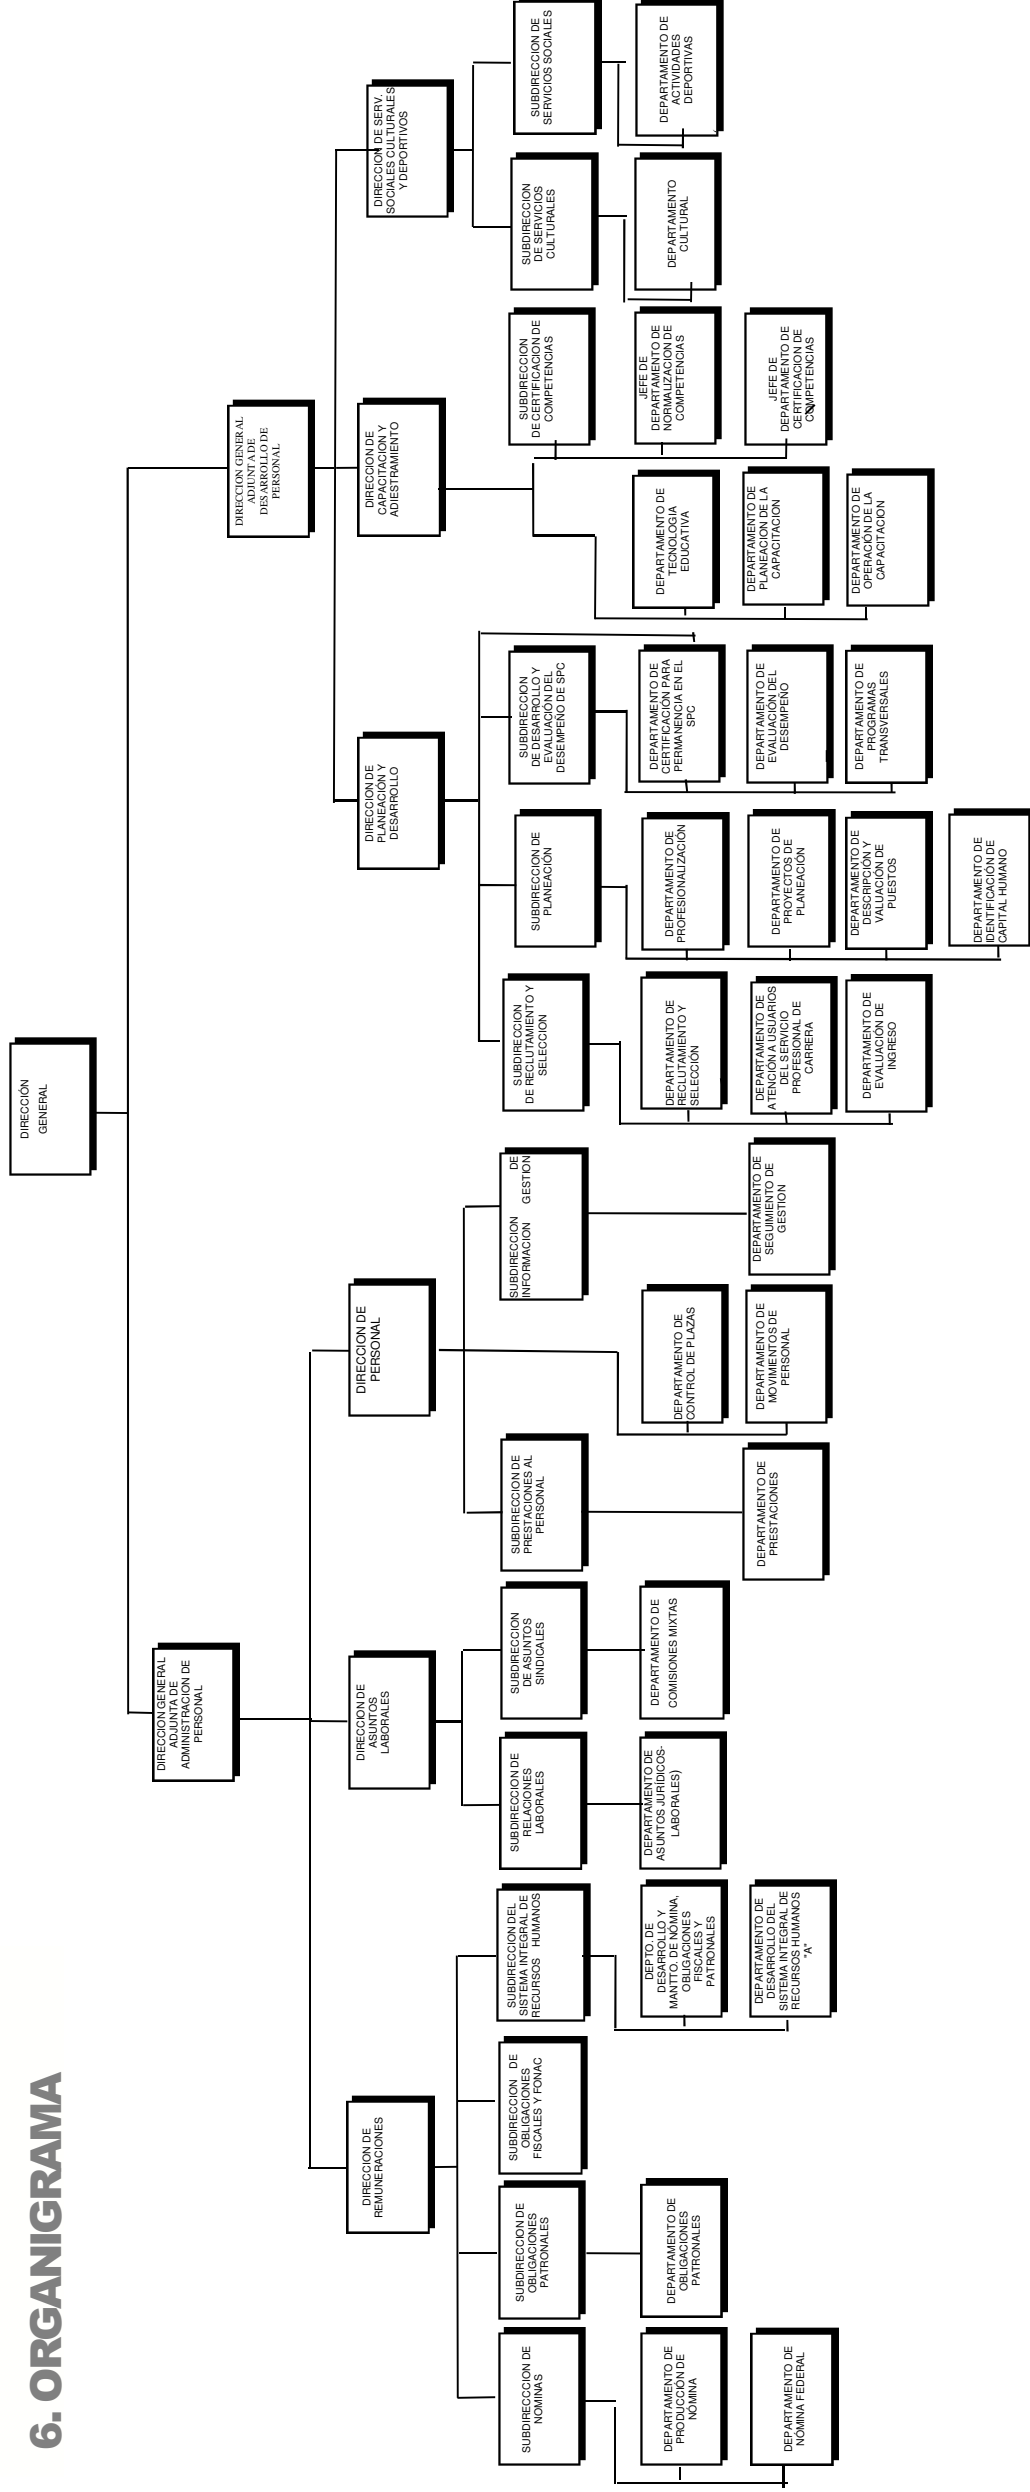 6. ORGANIGRAMA
DIRECCIÓN
GENERAL
DIRECCION GENERAL
ADJUNTA DE
ADMINISTRACION DE
PERSONAL
DIRECCION GENERAL
ADJUNTA DE
DESARROLLO DE
PERSONAL
DIRECCION DE
REMUNERACIONES
DIRECCION DE
ASUNTOS
LABORALES
DIRECCION DE
PERSONAL
DIRECCION DE
PLANEACIÓN Y
DESARROLLO
DIRECCION DE
CAPACITACION Y
ADIESTRAMIENTO
DIRECCION DE SERV.
SOCIALES CULTURALES
Y DEPORTIVOS
SUBDIRECCCION DE
NOMINAS
SUBDIRECCION DE
OBLIGACIONES
PATRONALES
SUBDIRECCION DE
OBLIGACIONES
FISCALES Y FONAC
SUBDIRECCION DEL
SISTEMA INTEGRAL DE
RECURSOS HUMANOS
SUBDIRECCION DE
RELACIONES
LABORALES
SUBDIRECCION
DE ASUNTOS
SINDICALES
SUBDIRECCION DE
PRESTACIONES AL
PERSONAL
SUBDIRECCION DE
INFORMACION GESTION
SUBDIRECCION
DE RECLUTAMIENTO Y
SELECCION
SUBDIRECCION DE
PLANEACIÓN
SUBDIRECCION
DE DESARROLLO Y
EVALUACIÓN DEL
DESEMPEÑO DE SPC
SUBDIRECCION
DE CERTIFICACION DE
COMPETENCIAS
SUBDIRECCION
DE SERVICIOS
CULTURALES
SUBDIRECCION DE
SERVICIOS SOCIALES
DEPARTAMENTO DE
PRODUCCIÓN DE
NÓMINA
DEPARTAMENTO DE
OBLIGACIONES
PATRONALES
DEPTO. DE
DESARROLLO Y
MANTTO. DE NÓMINA,
OBLIGACIONES
FISCALES Y
PATRONALES
DEPARTAMENTO DE
ASUNTOS JURÍDICOS-
LABORALES)
DEPARTAMENTO DE
COMISIONES MIXTAS
DEPARTAMENTO DE
CONTROL DE PLAZAS
DEPARTAMENTO DE
RECLUTAMIENTO Y
SELECCIÓN
DEPARTAMENTO DE
PROFESIONALIZACIÓN
DEPARTAMENTO DE
CERTIFICACIÓN PARA
PERMANENCIA EN EL
SPC
DEPARTAMENTO DE
TECNOLOGIA
EDUCATIVA
JEFE DE
DEPARTAMENTO DE
NORMALIZACION DE
COMPETENCIAS
DEPARTAMENTO
CULTURAL
DEPARTAMENTO DE
ACTIVIDADES
DEPORTIVAS
DEPARTAMENTO DE
NÓMINA FEDERAL
DEPARTAMENTO DE
DESARROLLO DEL
SISTEMA INTEGRAL DE
RECURSOS HUMANOS
"A"
DEPARTAMENTO DE
PRESTACIONES
DEPARTAMENTO DE
MOVIMIENTOS DE
PERSONAL
DEPARTAMENTO DE
SEGUIMIENTO DE
GESTION
DEPARTAMENTO DE
ATENCIÓN A USUARIOS
DEL SERVICIO
PROFESIONAL DE
CARRERA
DEPARTAMENTO DE
PROYECTOS DE
PLANEACIÓN
DEPARTAMENTO DE
EVALUACIÓN DEL
DESEMPEÑO
DEPARTAMENTO DE
PLANEACION DE LA
CAPACITACION
JEFE DE
DEPARTAMENTO DE
CERTIFICACION DE
COMPETENCIAS
DEPARTAMENTO DE
EVALUACIÓN DE
INGRESO
DEPARTAMENTO DE
DESCRIPCIÓN Y
VALUACIÓN DE
PUESTOS
DEPARTAMENTO DE
PROGRAMAS
TRANSVERSALES
DEPARTAMENTO DE
OPERACIÓN DE LA
CAPACITACION
DEPARTAMENTO DE
IDENTIFICACIÓN DE
CAPITAL HUMANO